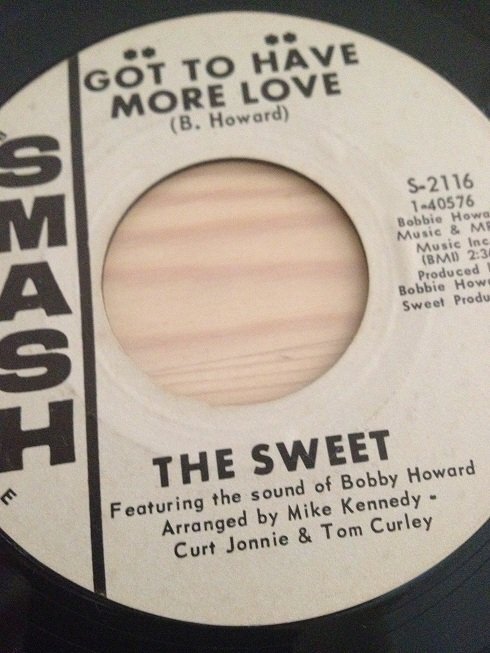 GOT TO HAVE
MORE LOVE
(B. Howard)
SMASH
S-2116
1-40576
Bobbie Howa
Music & MR
Music Inc.
(BMI) 2:3
Produced
Bobbie How
Sweet Produ
THE SWEET
Featuring the sound of Bobby Howard
Arranged by Mike Kennedy -
Curt Jonnie & Tom Curley